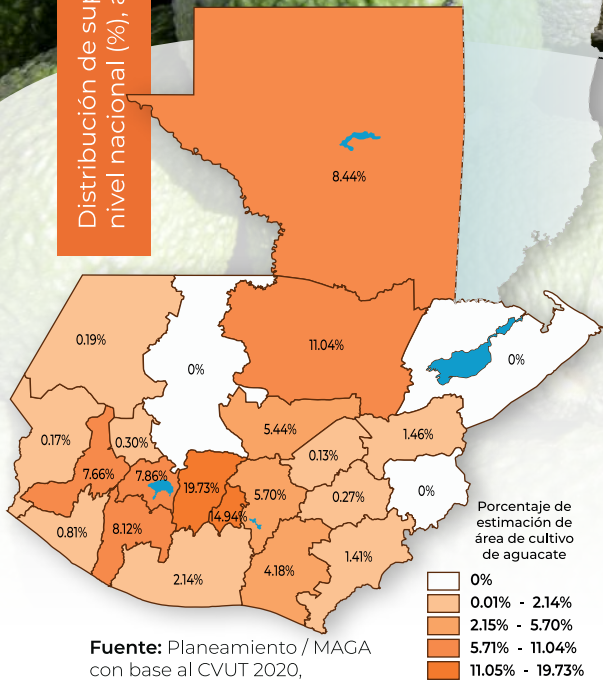 Distribución de
nivel nacional (%),
8.44%
0.19%
0%
11.04%
0%
0.17%
0.30%
5.44%
1.46%
0.13%
7.66%
7.86%
19.73%
5.70%
0.27%
0%
14.94%
0.81%
8.12%
1.41%
2.14%
4.18%
Porcentaje de
estimación de
área de cultivo
de aguacate
0%
0.01% - 2.14%
2.15% - 5.70%
5.71% - 11.04%
11.05% - 19.73%
Fuente: Planeamiento / MAGA
con base al CVUT 2020,